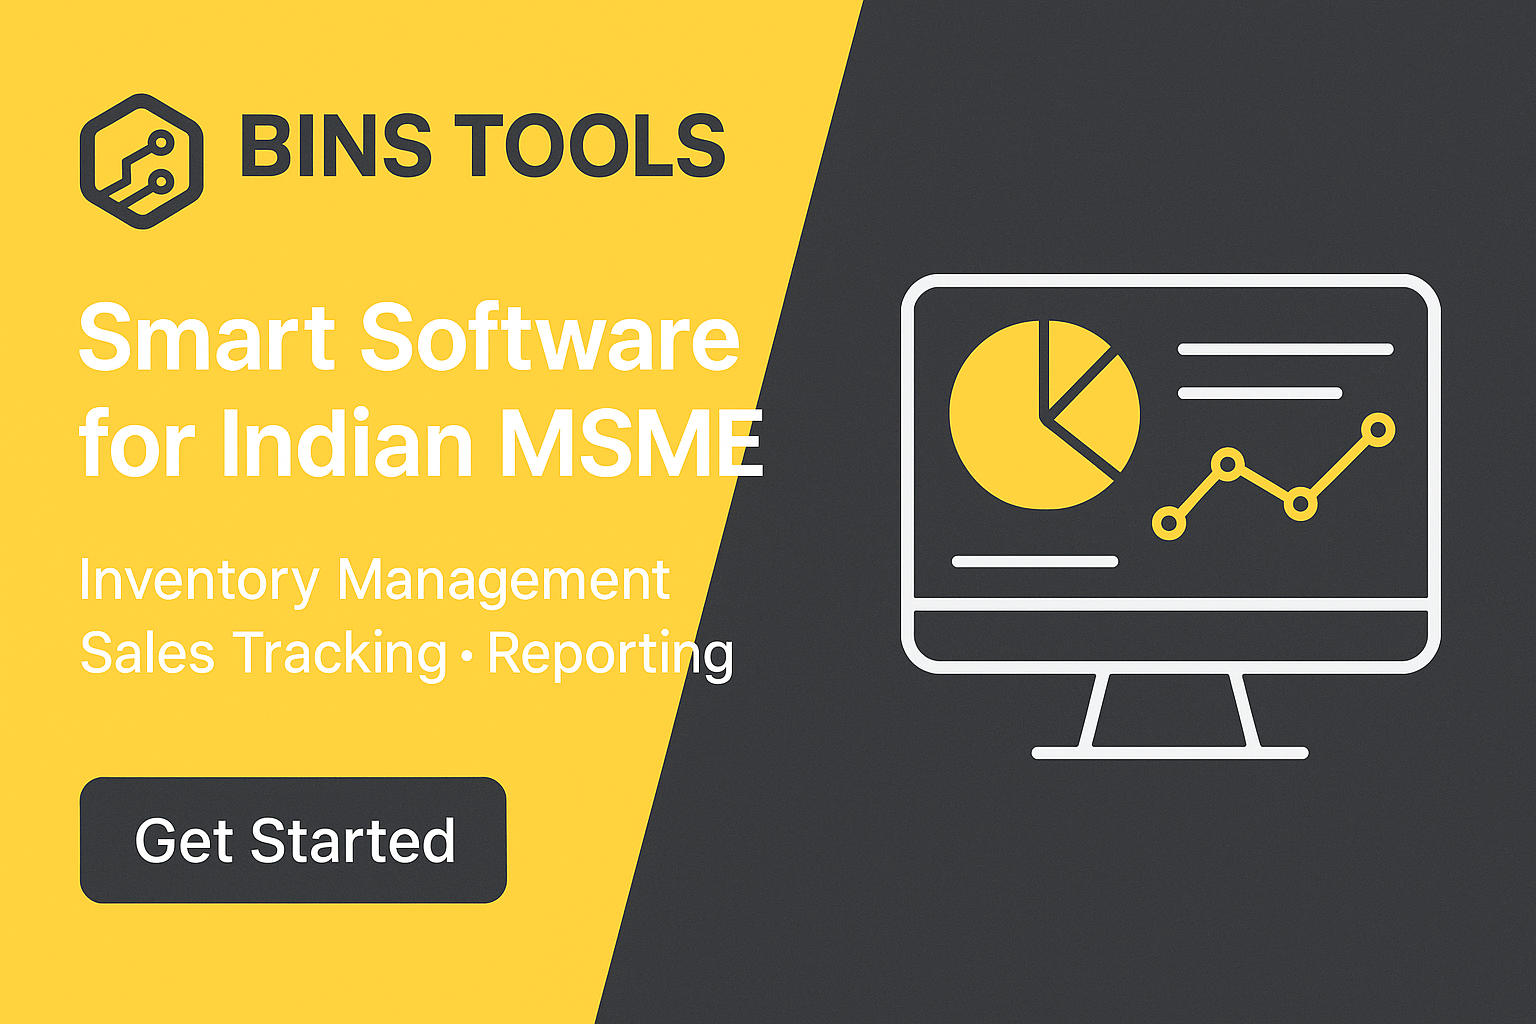 BINS TOOLS
Smart Software
for Indian MSME
Inventory Management
Sales Tracking • Reporting
Get Started